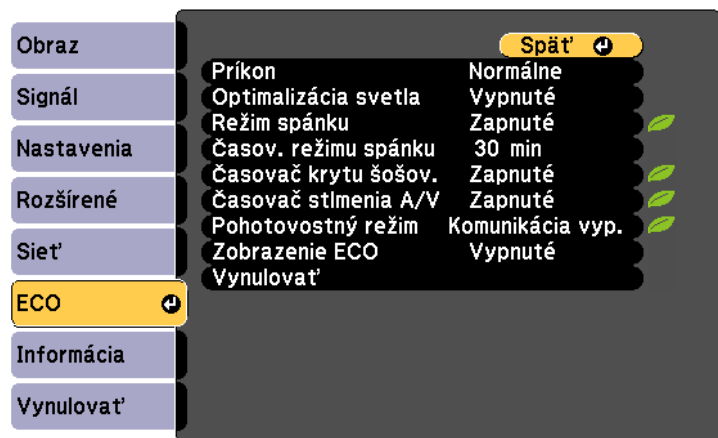 Obraz
Signál
Nastavenia
Rozšírené
Sieť
ECO
Informácia
Vynulovať
Späť
Príkon Normálne
Optimalizácia svetla Vypnuté
Režim spánku Zapnuté
Časov. režimu spánku 30 min
Časovač krytu šošov. Zapnuté
Časovač stlmenia A/V Zapnuté
Pohotovostný režim Komunikácia vyp.
Zobrazenie ECO Vypnuté
Vynulovať